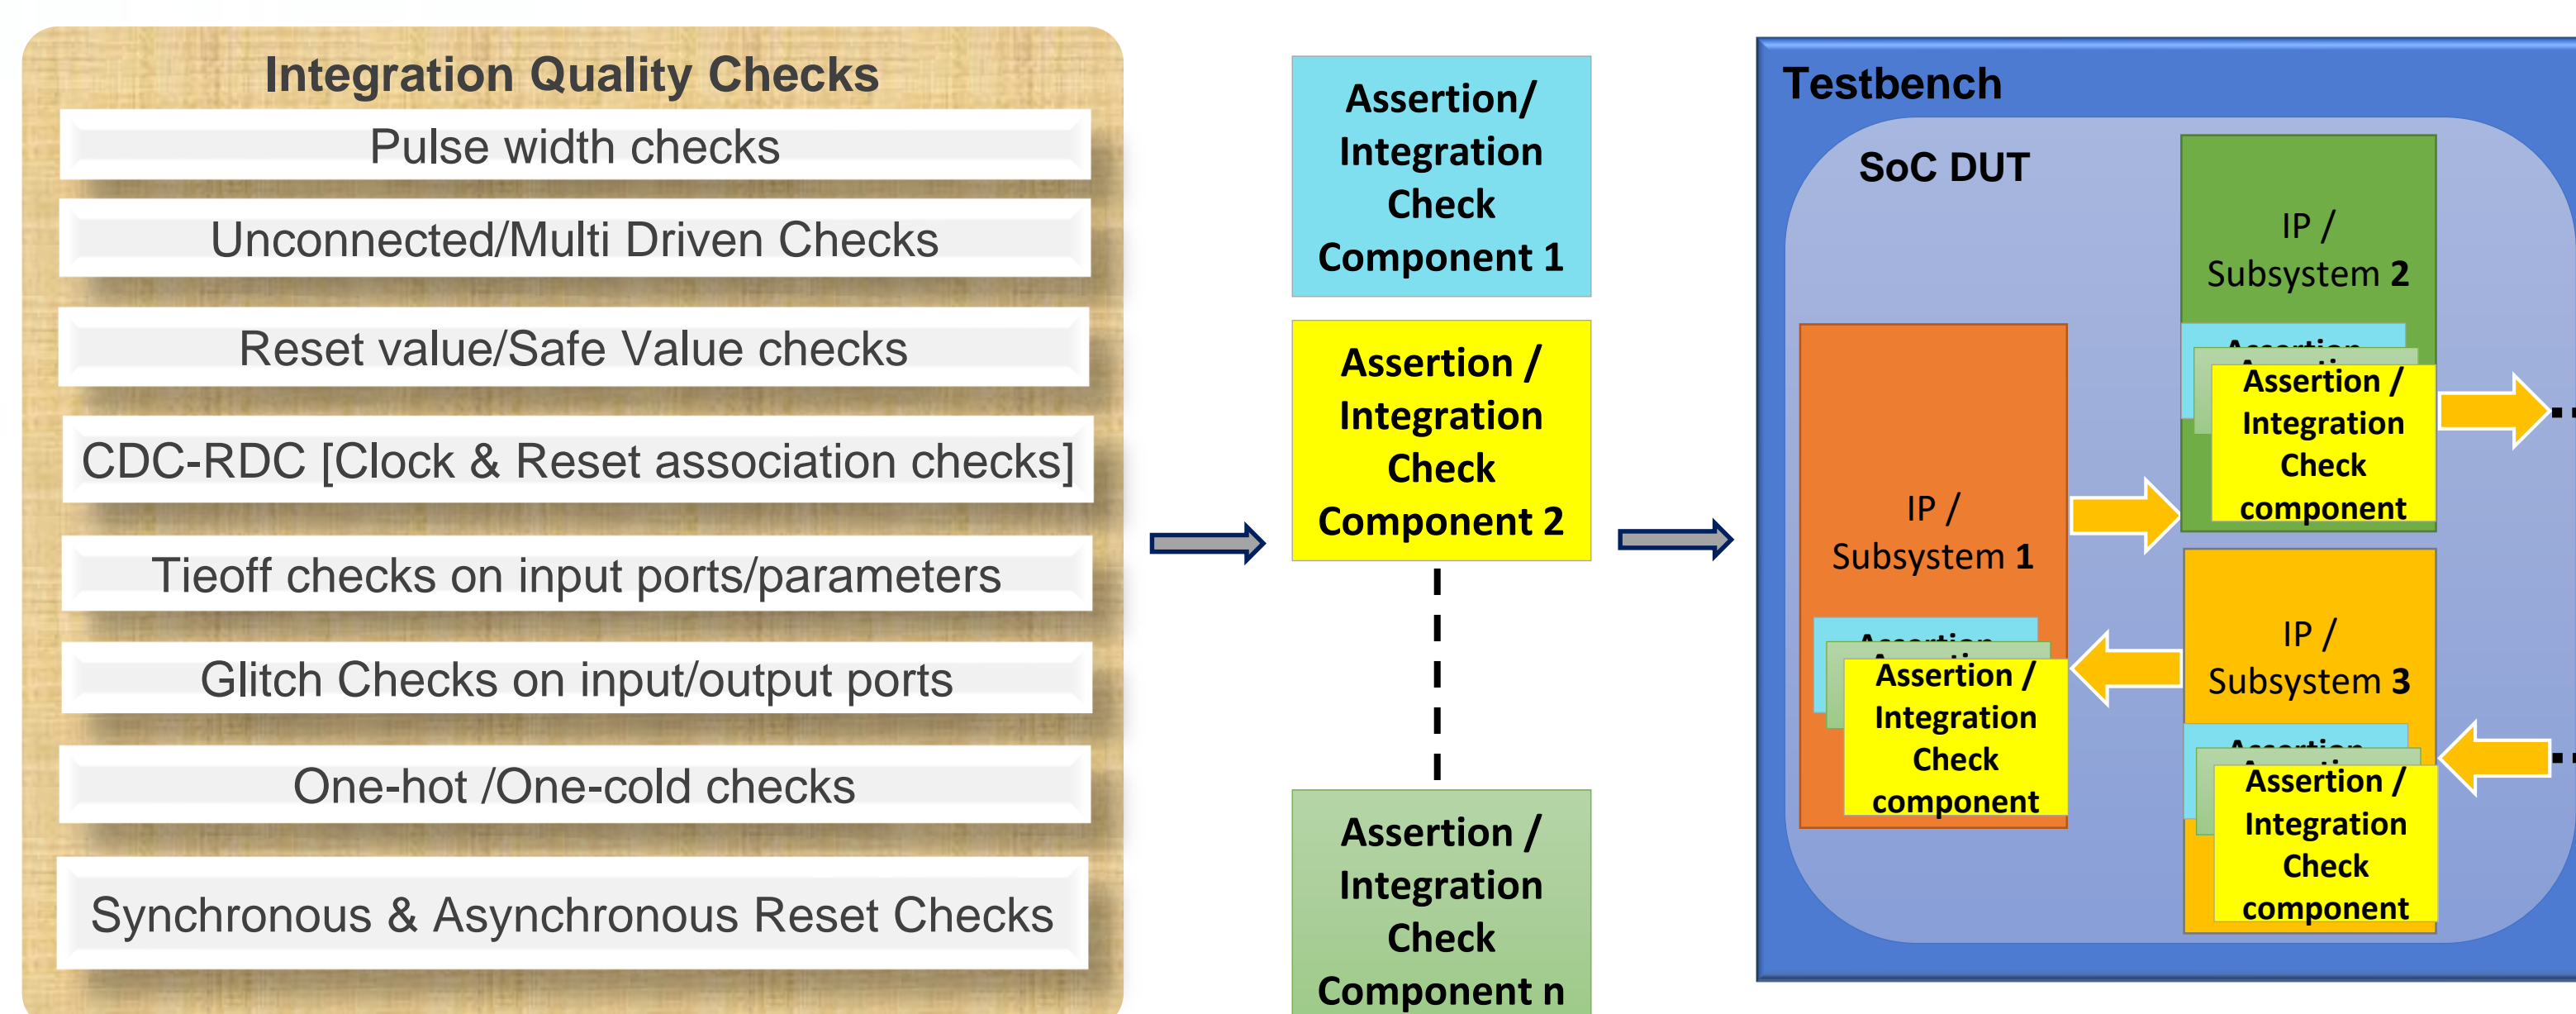 Integration Quality Checks
Pulse width checks
Unconnected/Multi Driven Checks
Reset value/Safe Value checks
CDC-RDC [Clock & Reset association checks]
Tieoff checks on input ports/parameters
Glitch Checks on input/output ports
One-hot /One-cold checks
Synchronous & Asynchronous Reset Checks
Assertion/
Integration
Check
Component 1
Assertion /
Integration
Check
Component 2
Assertion /
Integration
Check
Component n
Testbench
SoC DUT
IP /
Subsystem 1
Assertion
Assertion /
Integration
Check
component
IP /
Subsystem 2
Assertion
Assertion /
Integration
Check
component
IP /
Subsystem 3
Assertion
Assertion /
Integration
Check
component